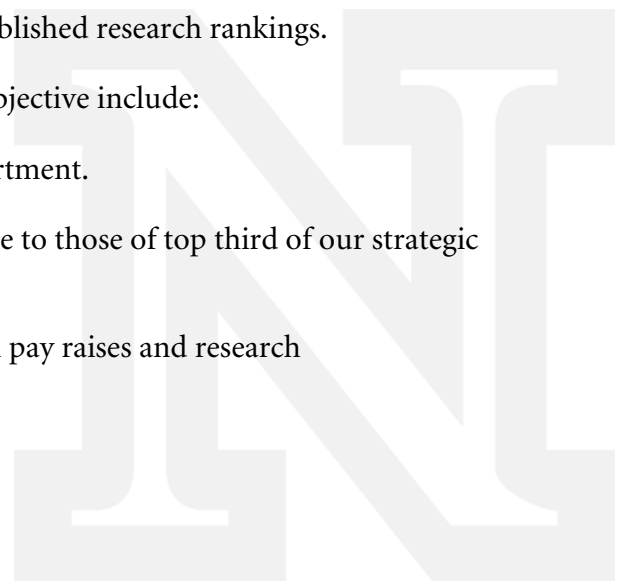 blished research rankings.
bjective include:
rtment.
e to those of top third of our strategic
pay raises and research
N